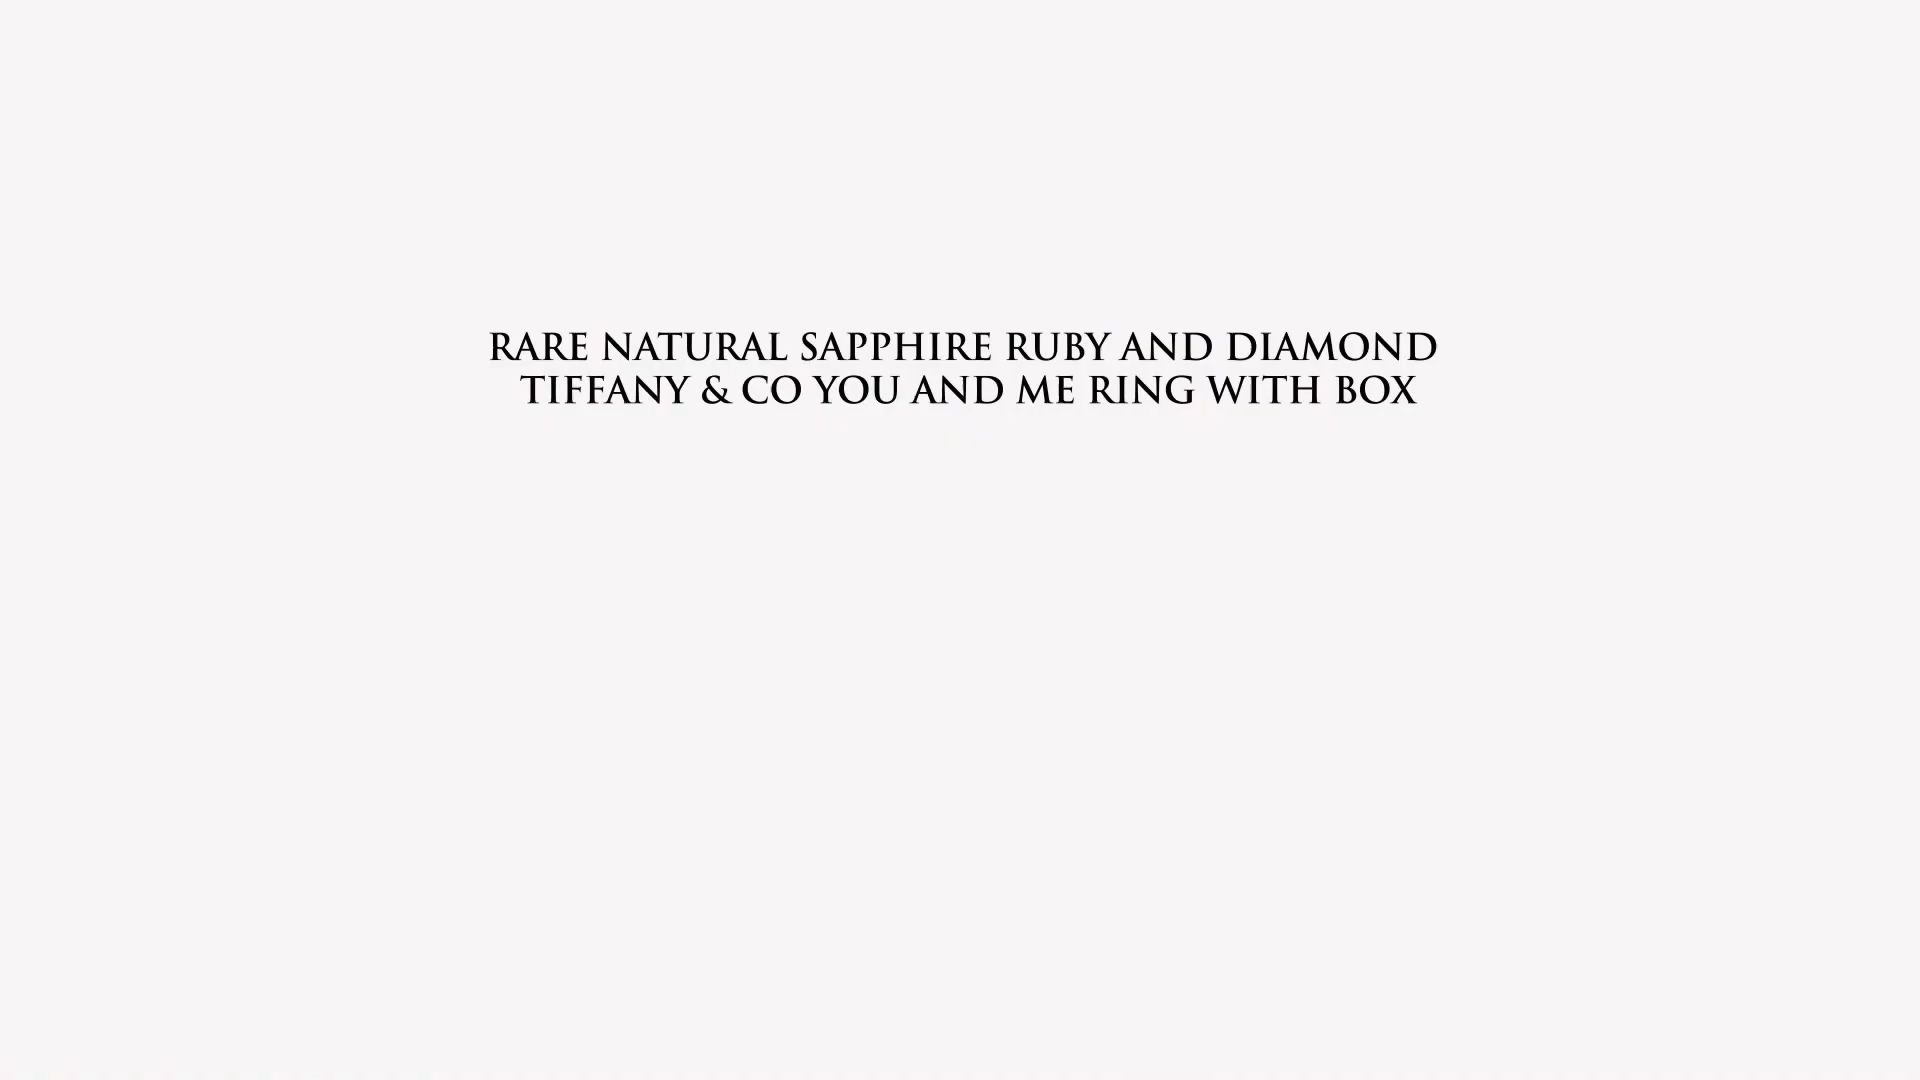 RARE NATURAL SAPPHIRE RUBY AND DIAMOND
TIFFANY & CO YOU AND ME RING WITH BOX